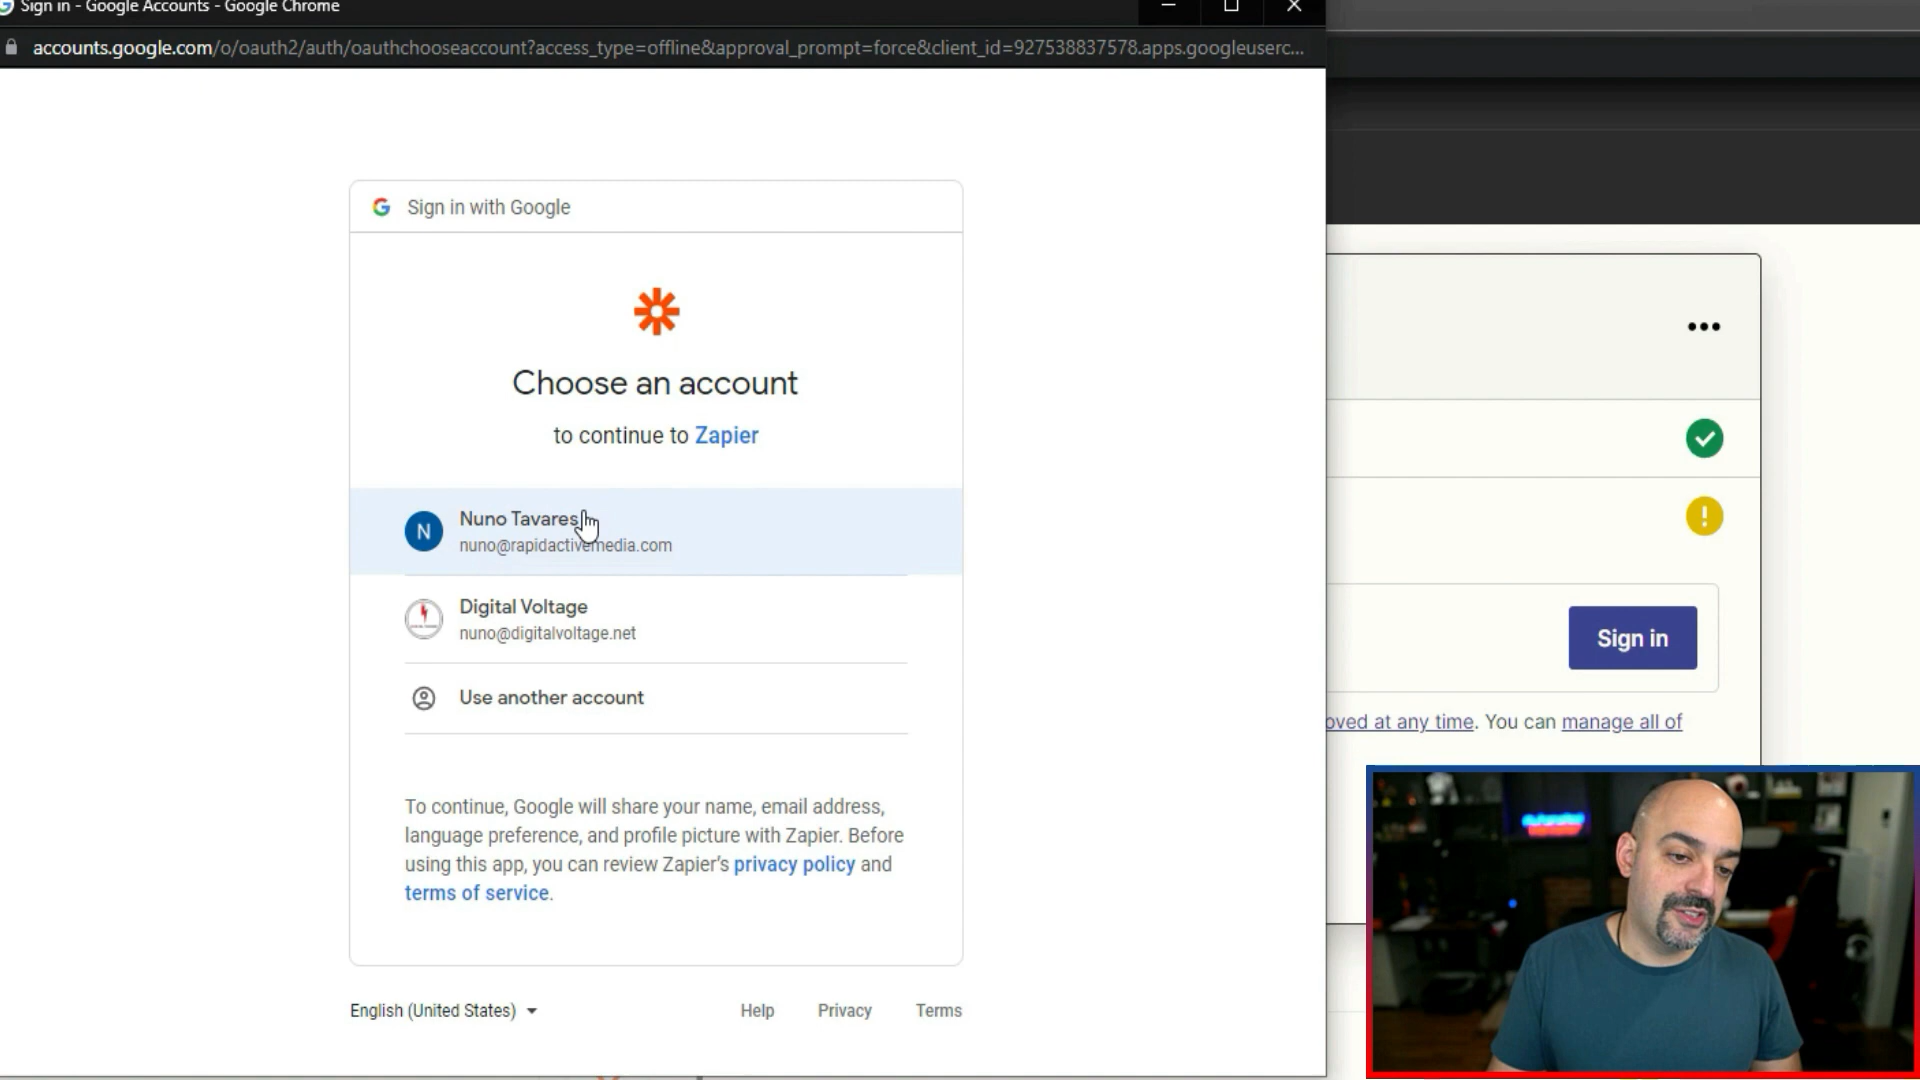 Sign in - Google Accounts - Google Chrome
accounts.google.com/o/oauth2/auth/oauthchooseaccount?access_type=offline&approval_prompt=force&client_id=927538837578.apps.googleuserc...
Sign in with Google
Choose an account
to continue to Zapier
N
Nuno Tavares
nuno@rapidactivemedia.com
Digital Voltage
nuno@digitalvoltage.net
Use another account
To continue, Google will share your name, email address,
language preference, and profile picture with Zapier. Before
using this app, you can review Zapier's privacy policy and
terms of service.
English (United States)
Help
Privacy
Terms
Sign in
oved at any time. You can manage all of